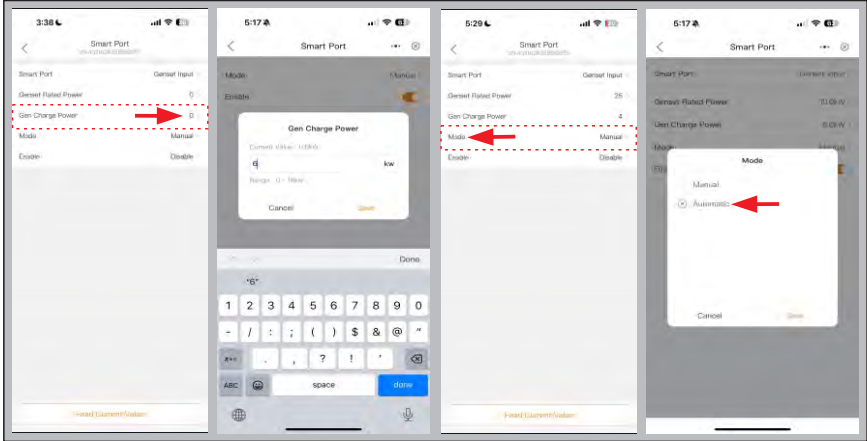 3:38
Smart Port
Smart Port Genset Input
Genset Rated Power 0
Gen Charge Power 0
Mode Manual
Enable Disable
Read Current Value
5:17
Smart Port
Mode Manual
Enable
Gen Charge Power
6 kw
Cancel Save
Done
"6"
1 2 3 4 5 6 7 8 9 0
- / : ; ( ) $ & @ "
#+= . , ? ! '
ABC space done
5:29
Smart Port
Smart Port Genset Input
Genset Rated Power 25
Gen Charge Power 4
Mode Manual
Enable Disable
Read Current Value
5:17
Smart Port
Smart Port Genset Input
Genset Rated Power
Gen Charge Power
Mode
Mode
Manual
Automatic
Cancel Save